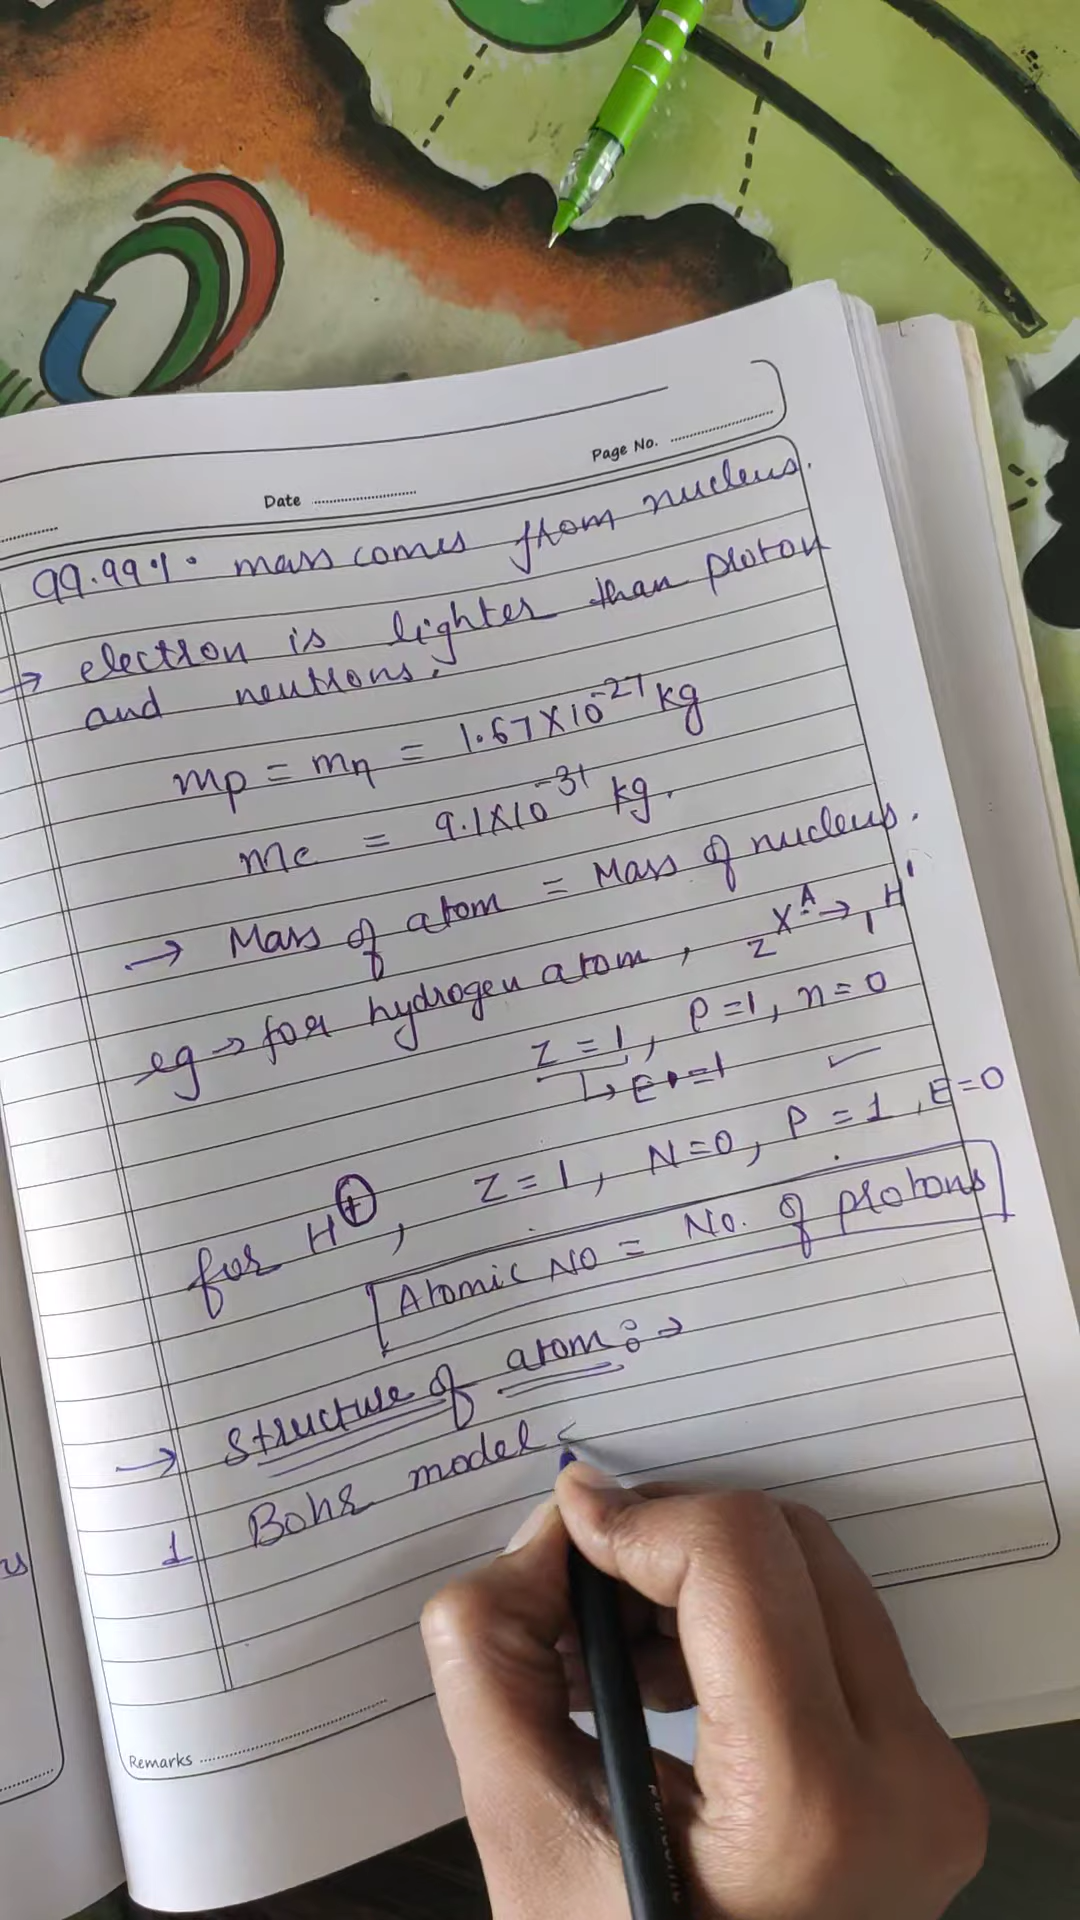 Page No.
Date
99.99% mass comes from nucleus.
→ electron is lighter than proton
and neutrons.
mp = mn = 1.67×10⁻²⁷ kg
me = 9.1×10⁻³¹ kg.
→ Mass of atom = Mass of nucleus.
eg → for hydrogen atom, zXᴬ → ₁H¹
Z = 1, P = 1, n = 0
↳ E = 1 ✓
for H⊕, Z = 1, N = 0, P = 1, E = 0
Atomic NO = No. of protons
→ Structure of atom :→
1 Bohr model
Remarks